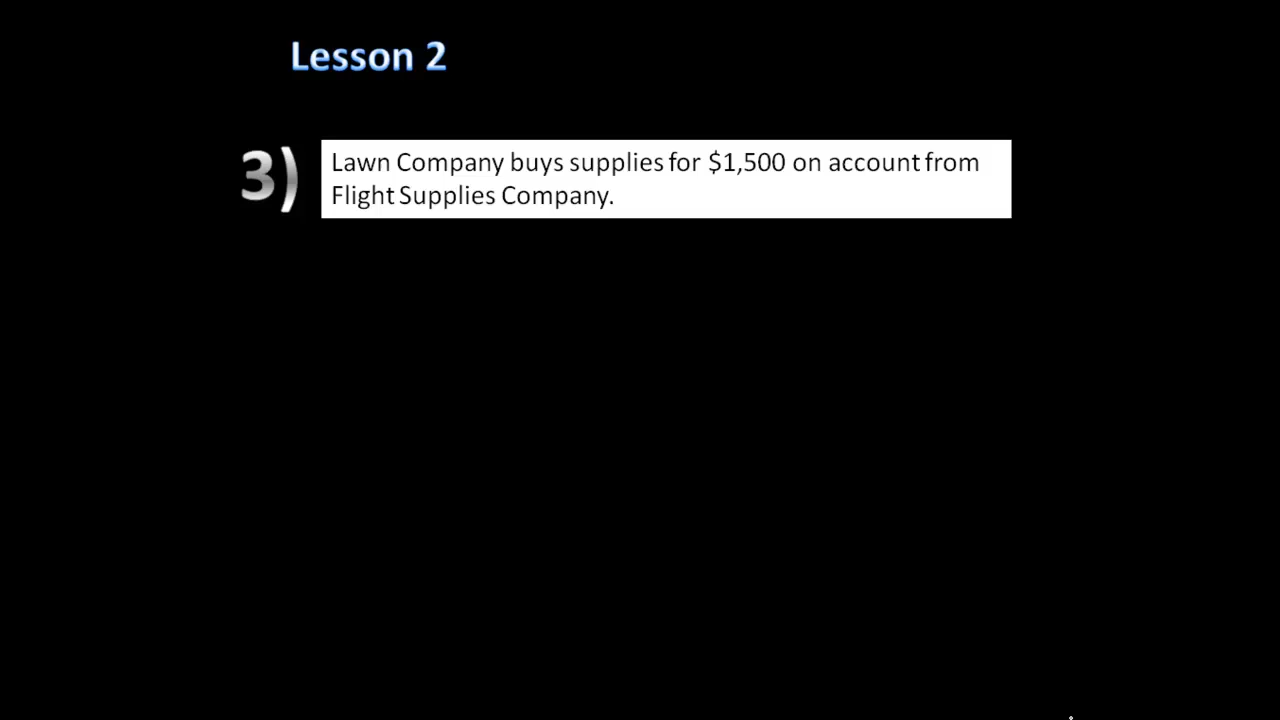 Lesson 2
3) Lawn Company buys supplies for $1,500 on account from
Flight Supplies Company.